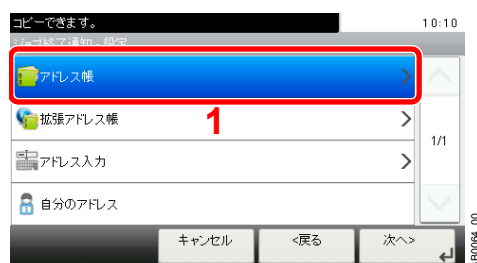 コピーできます。 10:10
ジョブ終了通知 - 設定
アドレス帳
拡張アドレス帳
1
アドレス入力
1/1
自分のアドレス
キャンセル <戻る 次へ>